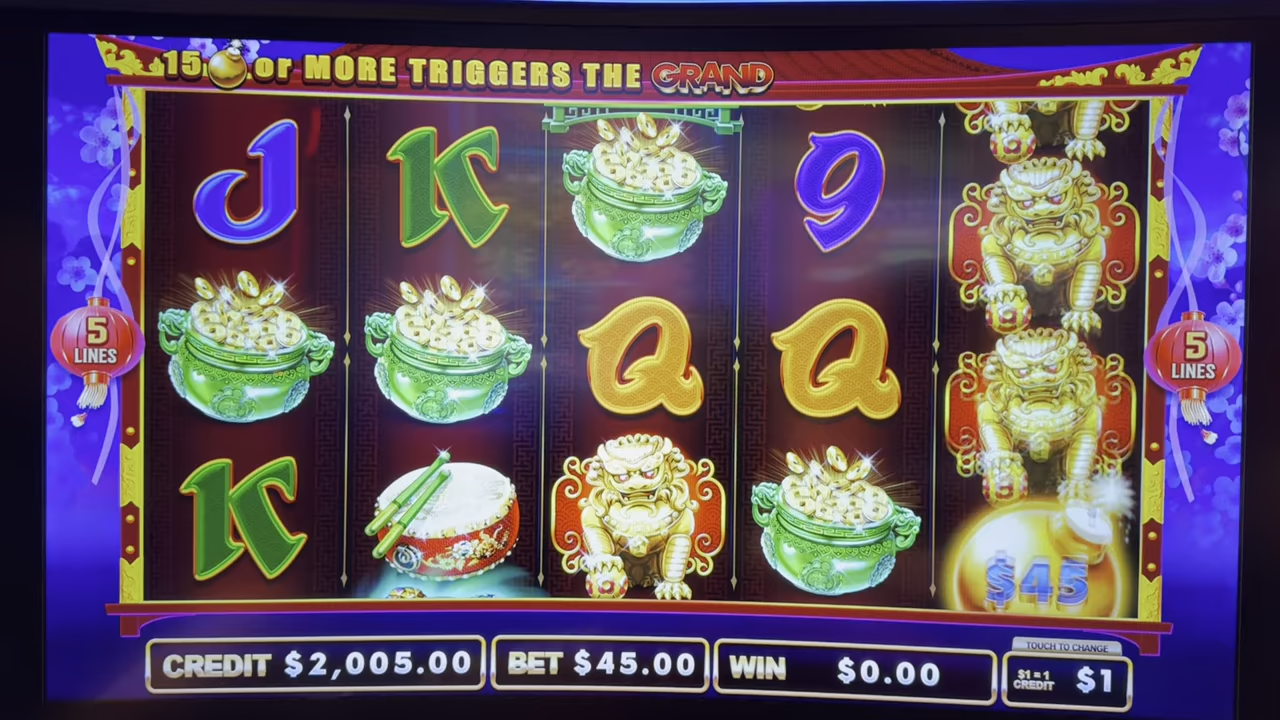 15 or MORE TRIGGERS THE GRAND
J K 9
5 LINES
Q Q
5 LINES
K
$45
CREDIT $2,005.00
BET $45.00
WIN $0.00
TOUCH TO CHANGE
$1=1 CREDIT $1